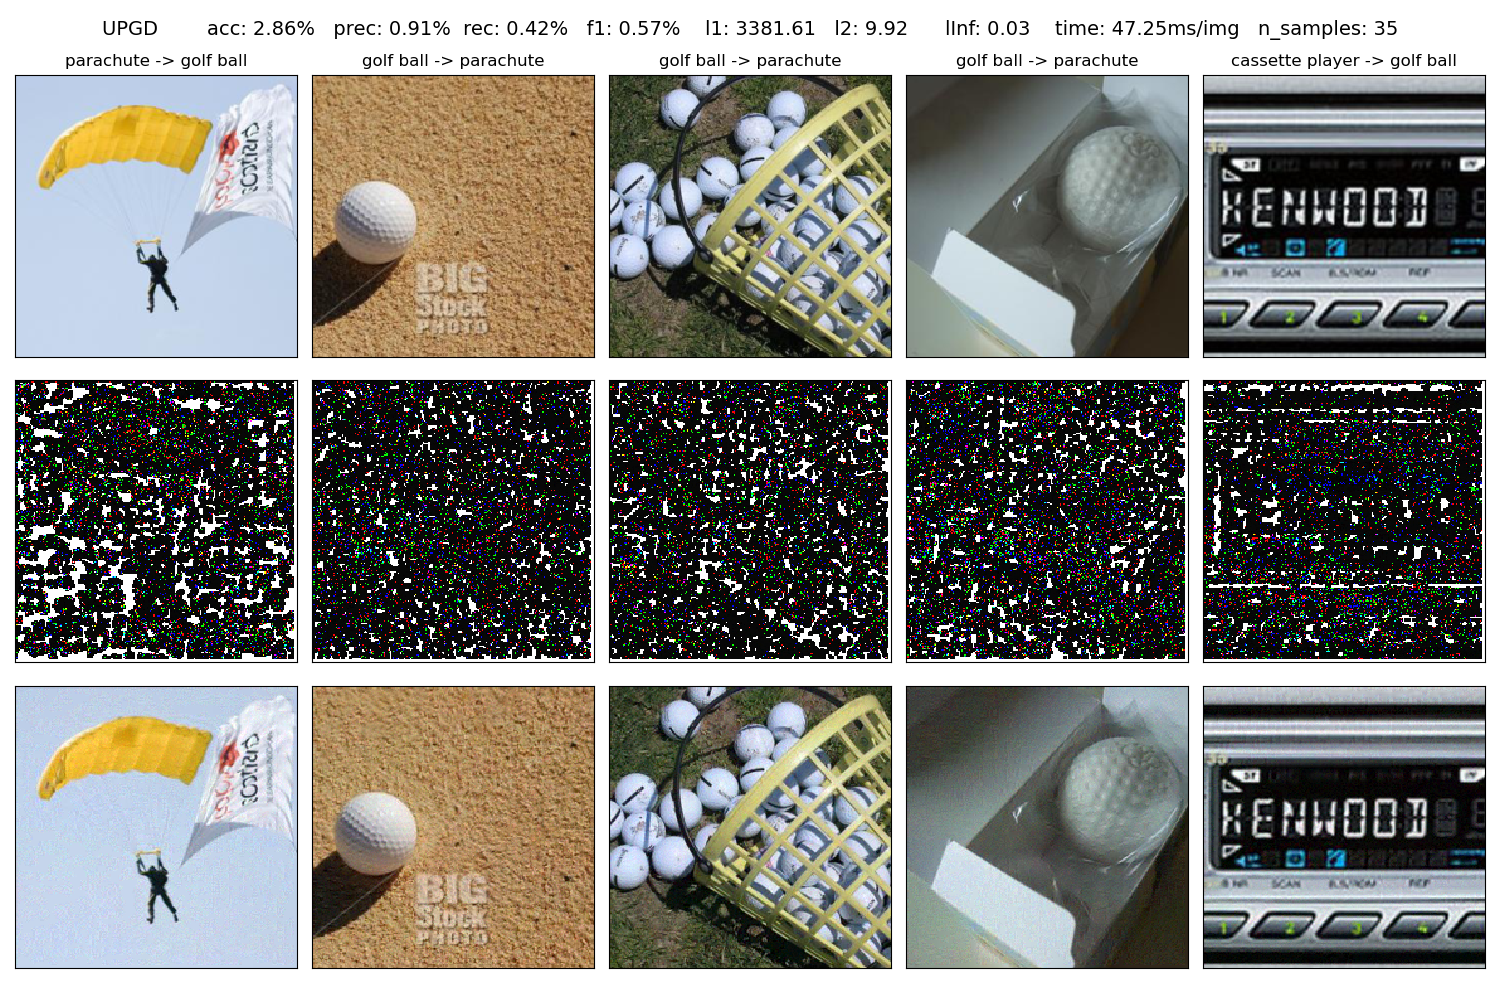 UPGD acc: 2.86% prec: 0.91% rec: 0.42% f1: 0.57% l1: 3381.61 l2: 9.92 lInf: 0.03 time: 47.25ms/img n_samples: 35
parachute -> golf ball
golf ball -> parachute
golf ball -> parachute
golf ball -> parachute
cassette player -> golf ball
BIG
Stock
PHOTO
KENWOOD
SCAN
1 2 3 4
BIG
Stock
PHOTO
KENWOOD
SCAN
1 2 3 4